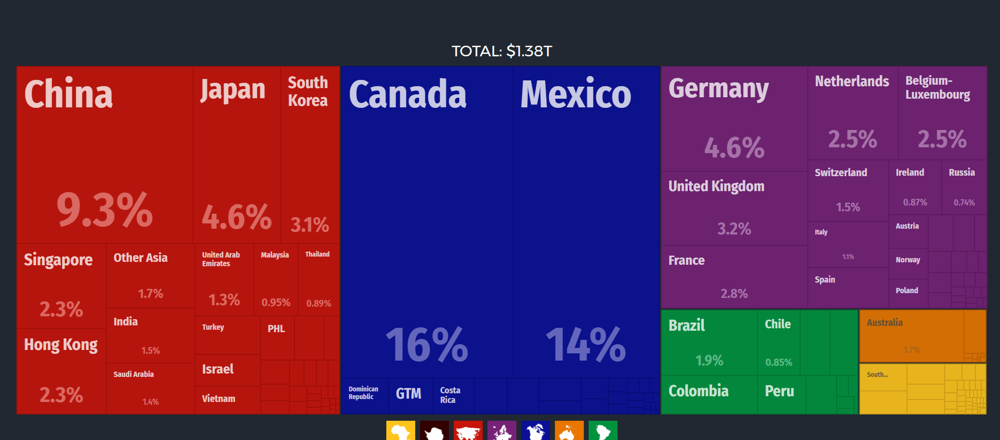 TOTAL: $1.38T
China
9.3%
Japan
4.6%
South
Korea
3.1%
Singapore
2.3%
Hong Kong
2.3%
Other Asia
1.7%
India
1.5%
Saudi Arabia
1.4%
United Arab
Emirates
1.3%
Malaysia
0.95%
Thailand
0.89%
Turkey
Israel
Vietnam
PHL
Canada
16%
Mexico
14%
Dominican
Republic
GTM
Costa
Rica
Germany
4.6%
United Kingdom
3.2%
France
2.8%
Netherlands
2.5%
Belgium-
Luxembourg
2.5%
Switzerland
1.5%
Italy
1.1%
Spain
Ireland
0.87%
Russia
0.74%
Austria
Norway
Poland
Brazil
1.9%
Chile
0.85%
Colombia
Peru
Australia
1.7%
South...